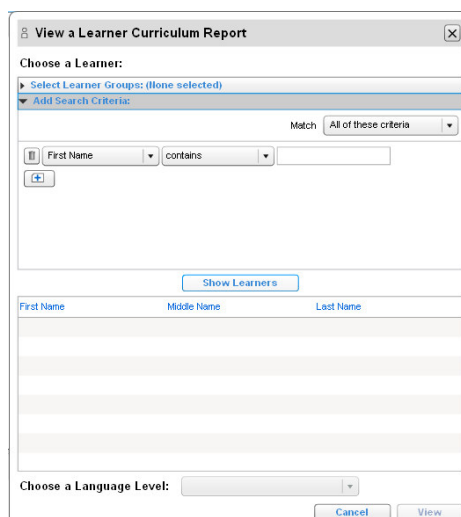 View a Learner Curriculum Report
Choose a Learner:
Select Learner Groups: (None selected)
Add Search Criteria:
Match All of these criteria
First Name contains
Show Learners
First Name Middle Name Last Name
Choose a Language Level:
Cancel View